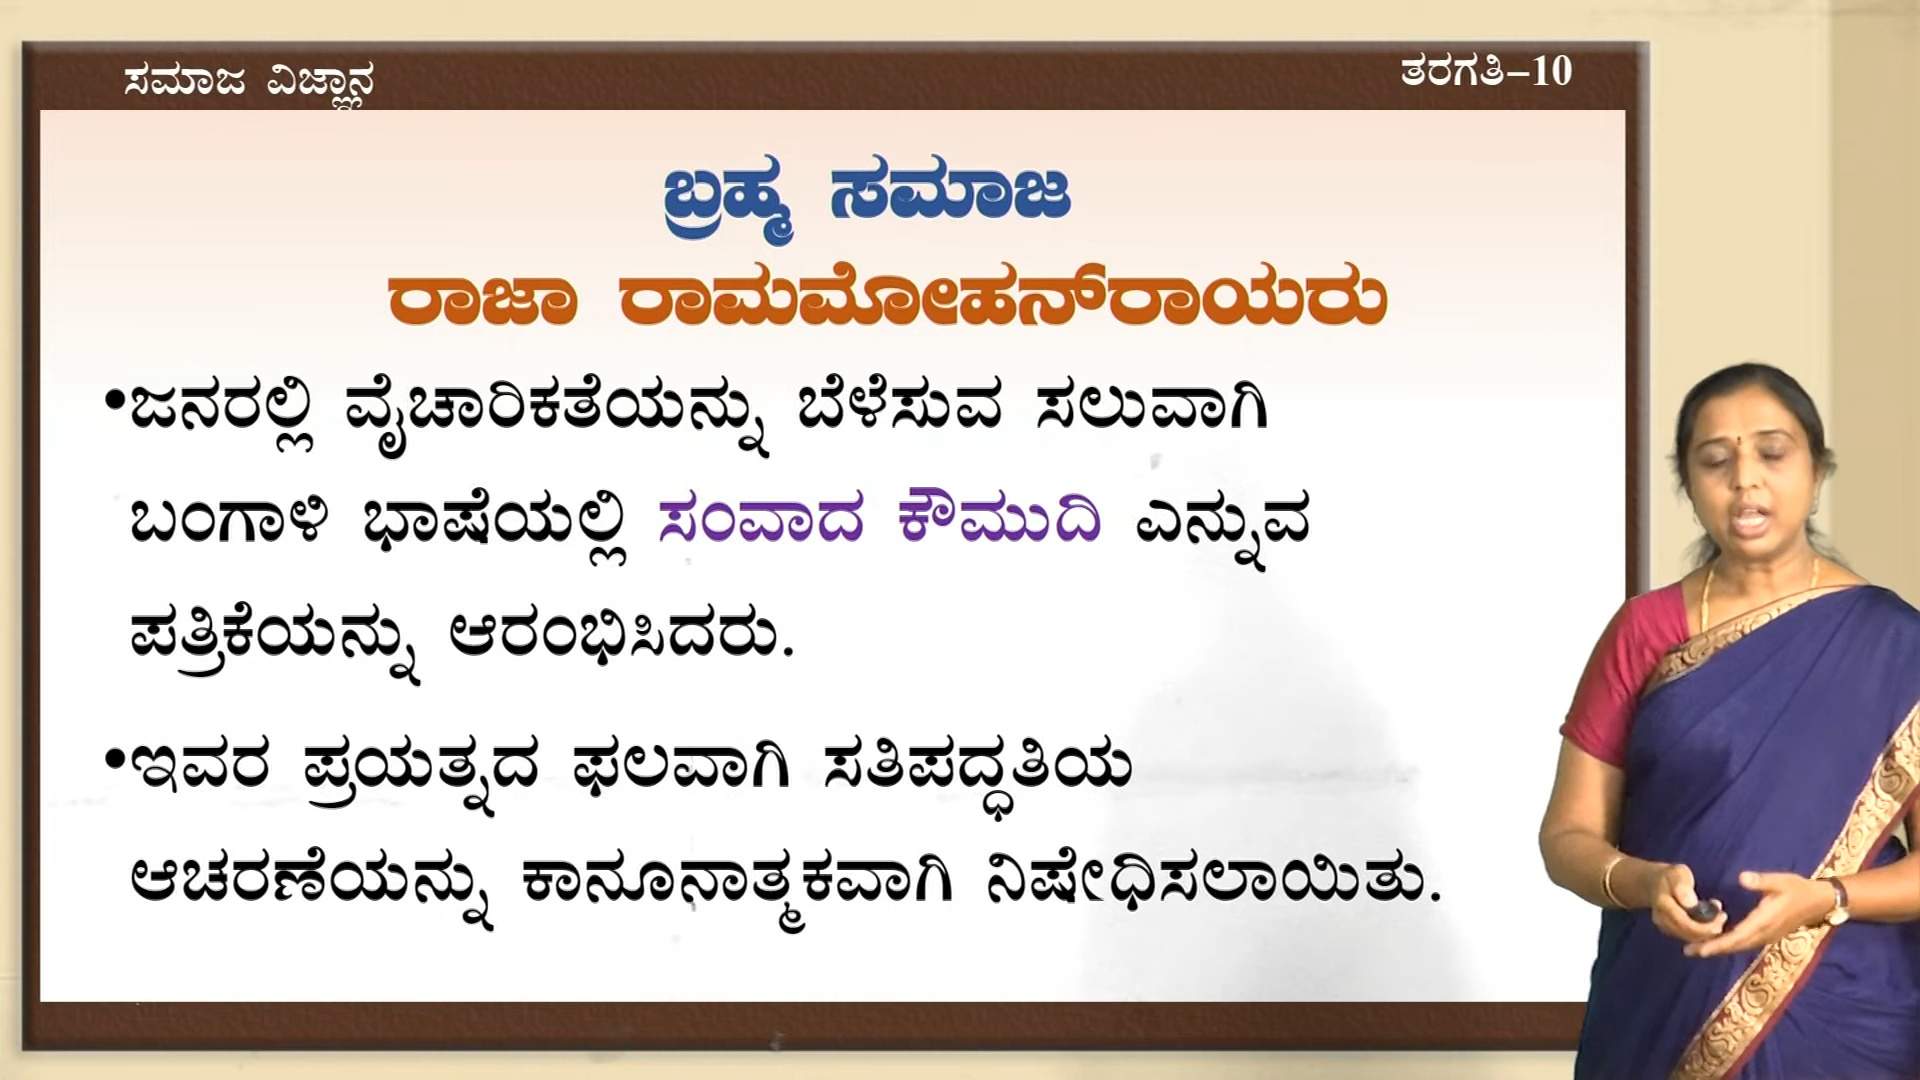 ಸಮಾಜ ವಿಜ್ಞಾನ
ತರಗತಿ-10
ಬ್ರಹ್ಮ ಸಮಾಜ
ರಾಜಾ ರಾಮಮೋಹನ್‌ರಾಯರು
•ಜನರಲ್ಲಿ ವೈಚಾರಿಕತೆಯನ್ನು ಬೆಳೆಸುವ ಸಲುವಾಗಿ
ಬಂಗಾಳಿ ಭಾಷೆಯಲ್ಲಿ ಸಂವಾದ ಕೌಮುದಿ ಎನ್ನುವ
ಪತ್ರಿಕೆಯನ್ನು ಆರಂಭಿಸಿದರು.
•ಇವರ ಪ್ರಯತ್ನದ ಫಲವಾಗಿ ಸತಿಪದ್ಧತಿಯ
ಆಚರಣೆಯನ್ನು ಕಾನೂನಾತ್ಮಕವಾಗಿ ನಿಷೇಧಿಸಲಾಯಿತು.